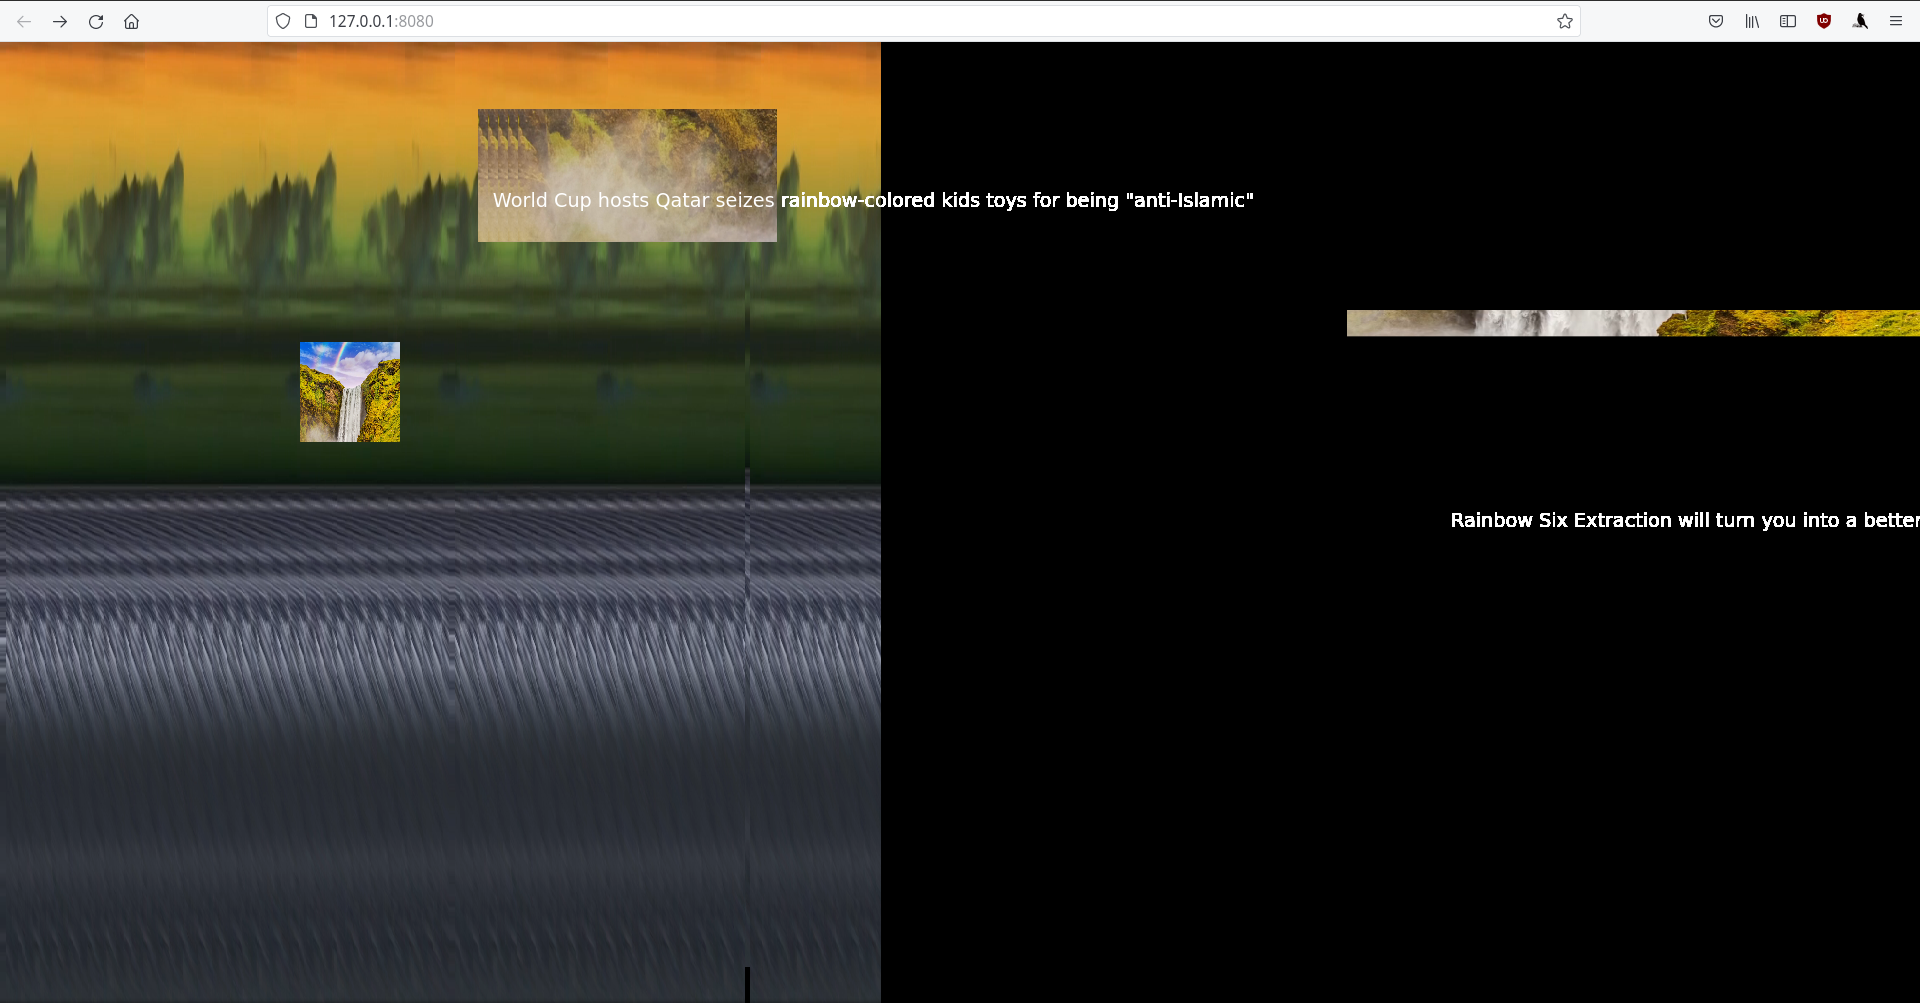 127.0.0.1:8080
World Cup hosts Qatar seizes rainbow-colored kids toys for being "anti-Islamic"
Rainbow Six Extraction will turn you into a better